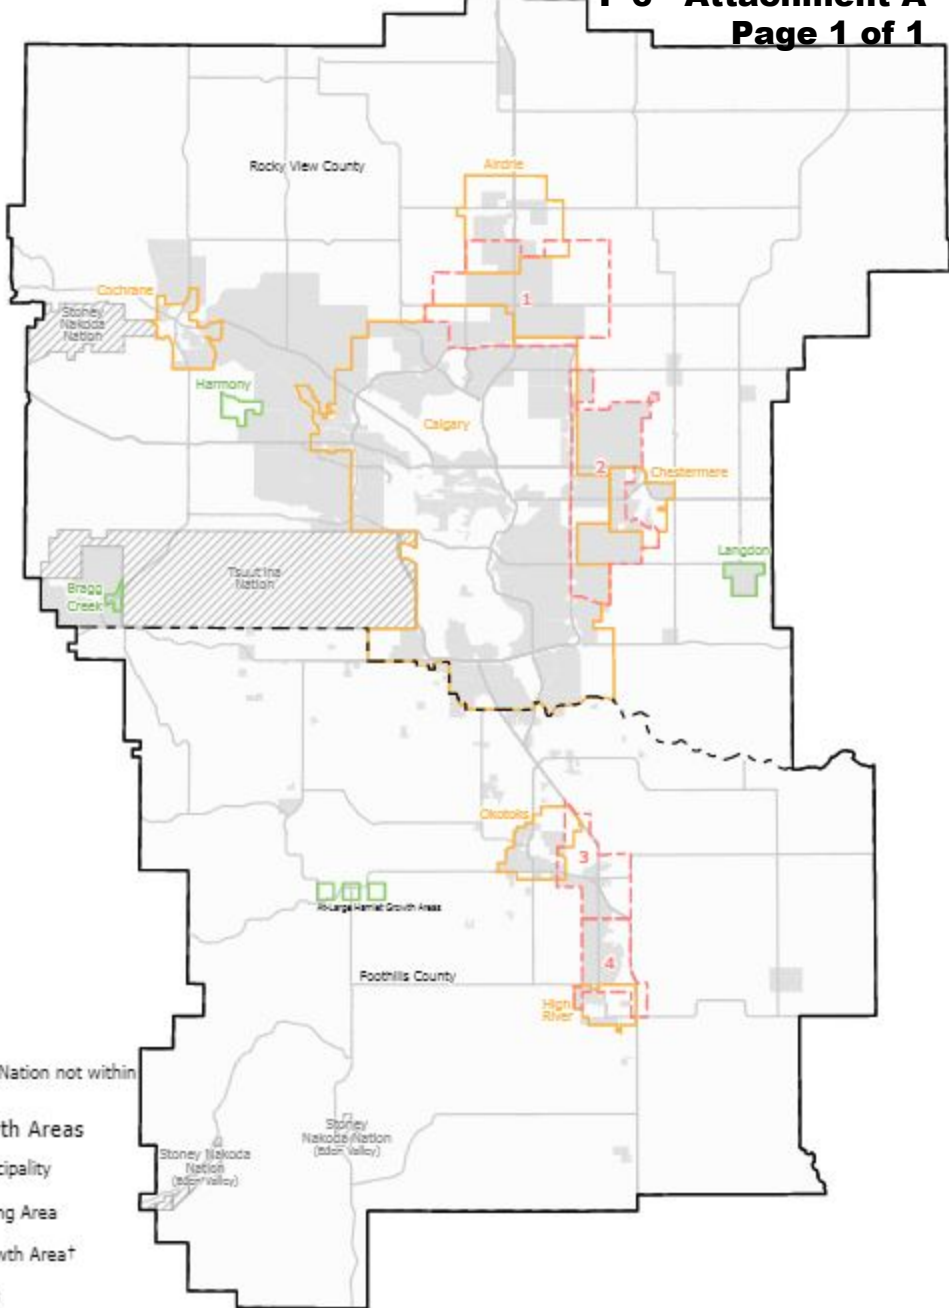 Attachment A
Page 1 of 1
Airdrie
Rocky View County
Cochrane
Stoney
Nakoda
Nation
1
Harmony
Calgary
2
Chestermere
Langdon
Tsuut'ina
Nation
Bragg
Creek
Okotoks
3
At-Large Hamlet Growth Areas
Foothills County
4
High
River
Nation not within
th Areas
Stoney
Nakoda Nation
(Eden Valley)
Stoney Nakoda
Nation
(Eden Valley)
cipality
ng Area
wth Area†